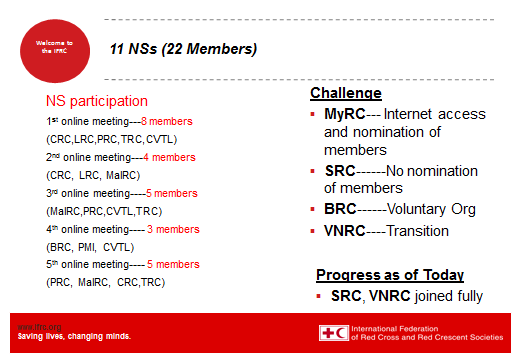 Welcome to
the IFRC
11 NSs (22 Members)
NS participation
1st online meeting---8 members
(CRC,LRC,PRC,TRC,CVTL)
2nd online meeting---4 members
(CRC, LRC, MalRC)
3rd online meeting----5 members
(MalRC,PRC,CVTL,TRC)
4th online meeting---- 3 members
(BRC, PMI, CVTL)
5th online meeting---- 5 members
(PRC, MalRC, CRC,TRC)
Challenge
▪ MyRC--- Internet access
and nomination of
members
▪ SRC------No nomination
of members
▪ BRC------Voluntary Org
▪ VNRC----Transition
Progress as of Today
▪ SRC, VNRC joined fully
www.ifrc.org
Saving lives, changing minds.
International Federation
of Red Cross and Red Crescent Societies